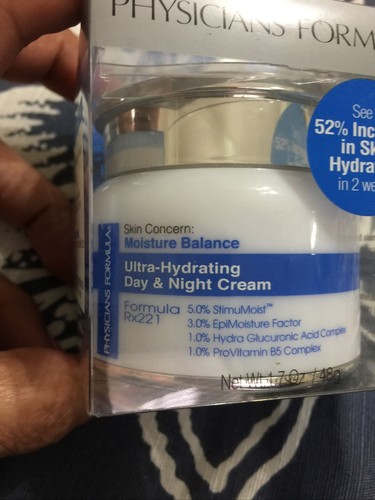 PHYSICIANS FORM
See
52% Inc
in Sk
Hydra
in 2 we
Skin Concern:
Moisture Balance
Ultra-Hydrating
Day & Night Cream
PHYSICIANS FORMULA
Formula
Rx221
5.0% StimuMoist™
3.0% EpiMoisture Factor
1.0% Hydra Glucuronic Acid Complex
1.0% ProVitamin B5 Complex
Net Wt. 1.7 Oz. / 48g